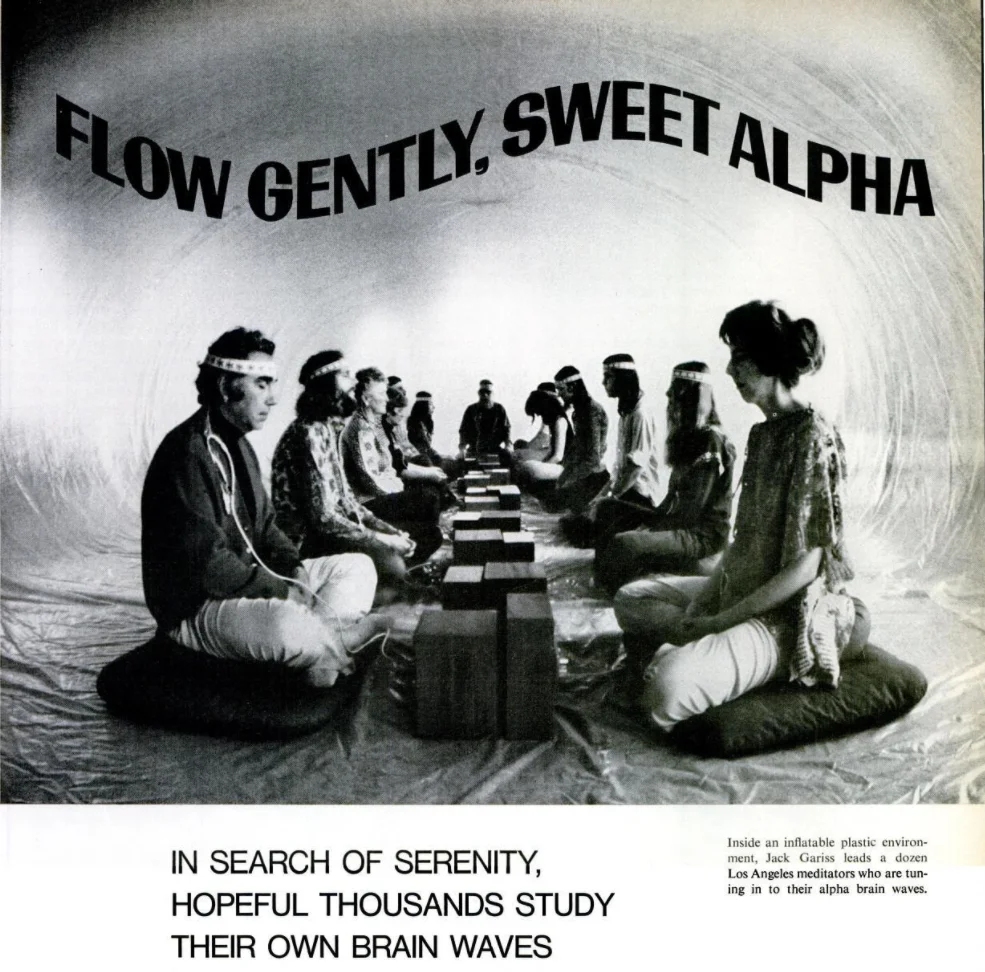 FLOW GENTLY, SWEET ALPHA
IN SEARCH OF SERENITY,
HOPEFUL THOUSANDS STUDY
THEIR OWN BRAIN WAVES
Inside an inflatable plastic environ-
ment, Jack Gariss leads a dozen
Los Angeles meditators who are tun-
ing in to their alpha brain waves.